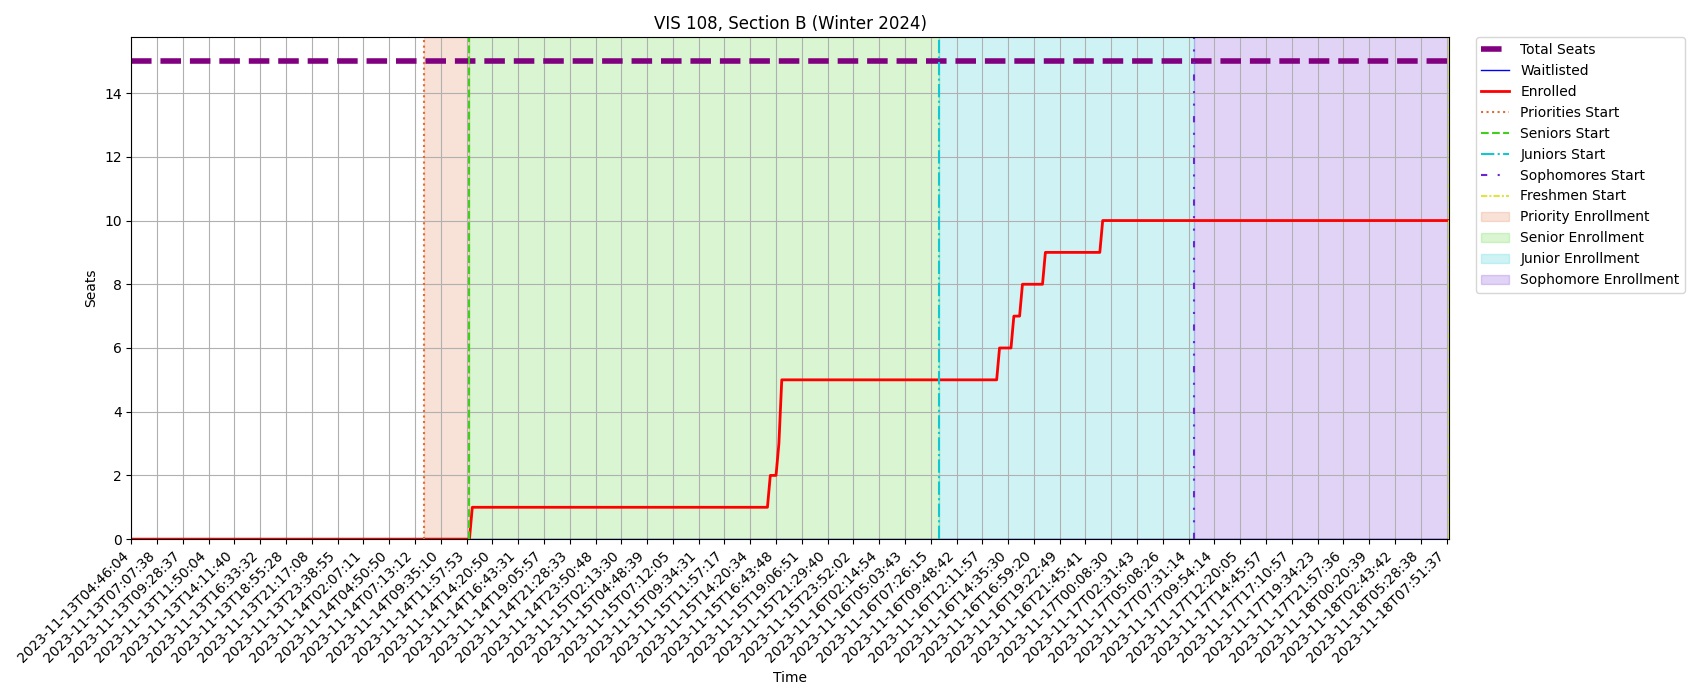 VIS 108, Section B (Winter 2024)
Total Seats
Waitlisted
Enrolled
Priorities Start
Seniors Start
Juniors Start
Sophomores Start
Freshmen Start
Priority Enrollment
Senior Enrollment
Junior Enrollment
Sophomore Enrollment
Seats
14
12
10
8
6
4
2
0
2023-11-13T04:46:04
2023-11-13T07:07:38
2023-11-13T09:28:37
2023-11-13T11:50:04
2023-11-13T14:11:40
2023-11-13T16:33:32
2023-11-13T18:55:28
2023-11-13T21:17:08
2023-11-13T23:38:55
2023-11-14T02:07:11
2023-11-14T04:50:50
2023-11-14T07:13:12
2023-11-14T09:35:10
2023-11-14T11:57:53
2023-11-14T14:20:50
2023-11-14T16:43:31
2023-11-14T19:05:57
2023-11-14T21:28:33
2023-11-14T23:50:48
2023-11-15T02:13:30
2023-11-15T04:48:39
2023-11-15T07:12:05
2023-11-15T09:34:31
2023-11-15T11:57:17
2023-11-15T14:20:34
2023-11-15T16:43:48
2023-11-15T19:06:51
2023-11-15T21:29:40
2023-11-15T23:52:02
2023-11-16T02:14:54
2023-11-16T05:03:43
2023-11-16T07:26:15
2023-11-16T09:48:42
2023-11-16T12:11:57
2023-11-16T14:35:30
2023-11-16T16:59:20
2023-11-16T19:22:49
2023-11-16T21:45:41
2023-11-17T00:08:30
2023-11-17T02:31:43
2023-11-17T05:08:26
2023-11-17T07:31:14
2023-11-17T09:54:14
2023-11-17T12:20:05
2023-11-17T14:45:57
2023-11-17T17:10:57
2023-11-17T19:34:23
2023-11-17T21:57:36
2023-11-18T00:20:39
2023-11-18T02:43:42
2023-11-18T05:28:38
2023-11-18T07:51:37
Time